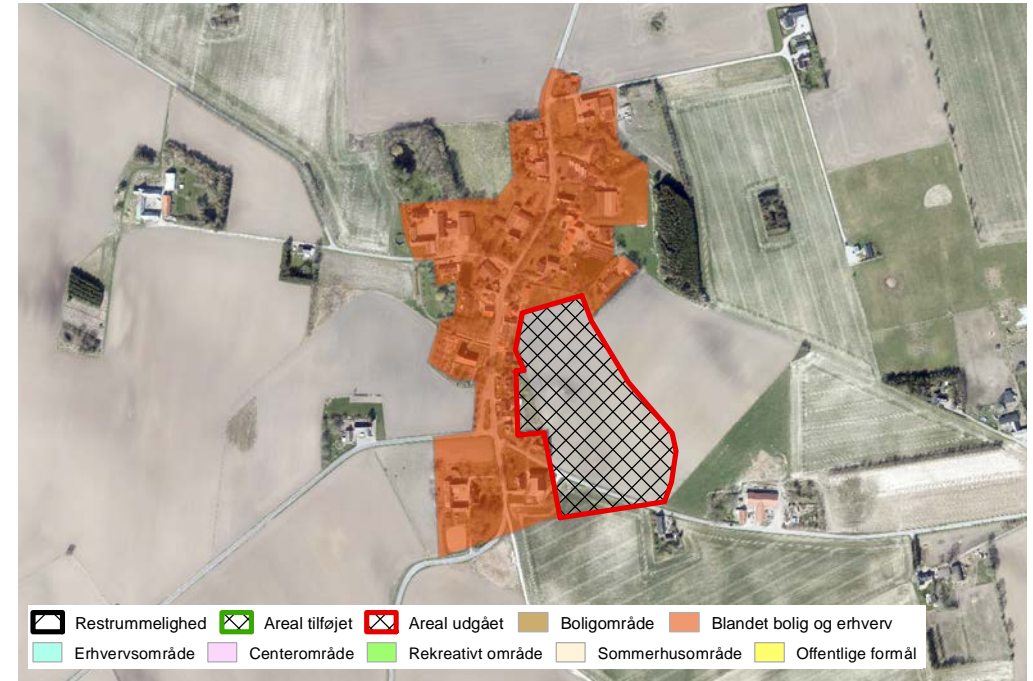 Restrummelighed Areal tilføjet Areal udgået Boligområde Blandet bolig og erhverv
Erhvervsområde Centerområde Rekreativt område Sommerhusområde Offentlige formål